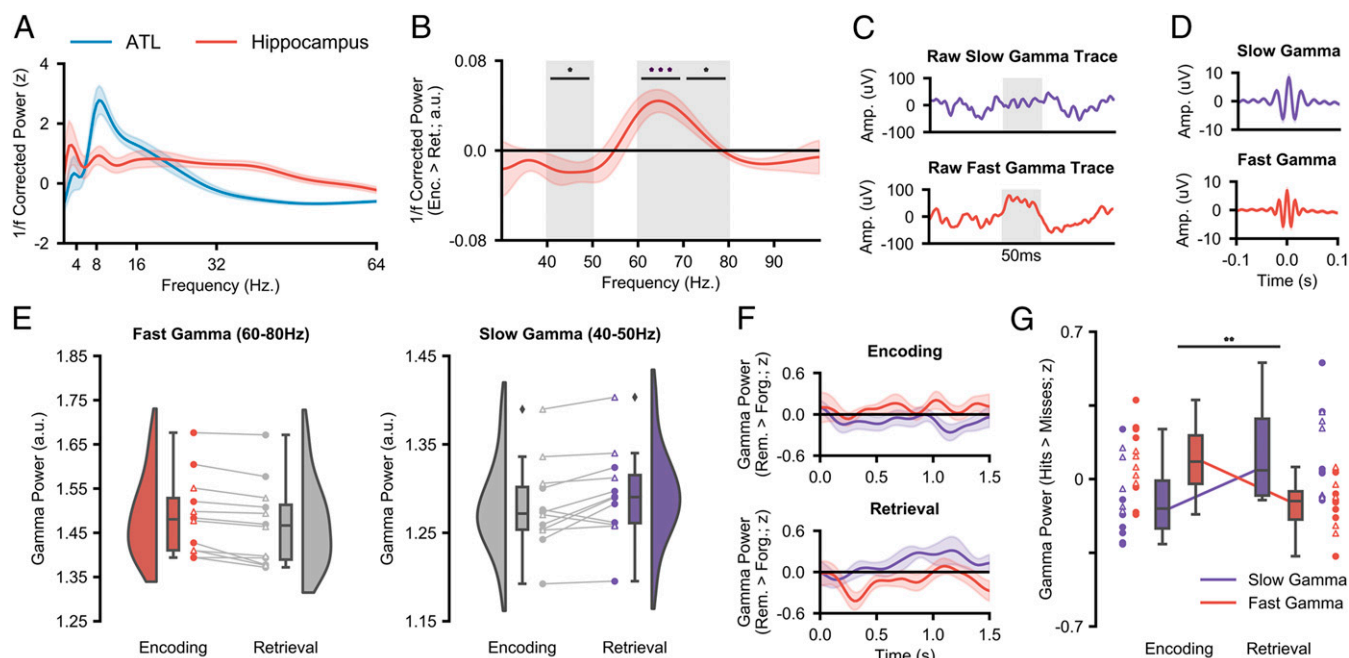 A
ATL
Hippocampus
1/f Corrected Power (z)
4
2
0
-2
4 8 16 32 64
Frequency (Hz.)
B
1/f Corrected Power
(Enc. > Ret.; a.u.)
0.08
0.0
-0.08
* *** *
40 50 60 70 80 90
Frequency (Hz.)
C
Raw Slow Gamma Trace
Amp. (uV)
100
0
-100
Raw Fast Gamma Trace
Amp. (uV)
100
0
-100
50ms
D
Slow Gamma
Amp. (uV)
10
0
-10
Fast Gamma
Amp. (uV)
10
0
-10
-0.1 0.0 0.1
Time (s)
E
Fast Gamma (60-80Hz)
Gamma Power (a.u.)
1.85
1.75
1.65
1.55
1.45
1.35
1.25
Encoding Retrieval
Slow Gamma (40-50Hz)
Gamma Power (a.u.)
1.45
1.35
1.25
1.15
Encoding Retrieval
F
Encoding
Gamma Power
(Rem. > Forg.; z)
0.6
0.0
-0.6
Retrieval
Gamma Power
(Rem. > Forg.; z)
0.6
0.0
-0.6
0.0 0.5 1.0 1.5
Time (s)
G
Gamma Power (Hits > Misses; z)
0.7
0
-0.7
**
Slow Gamma
Fast Gamma
Encoding Retrieval